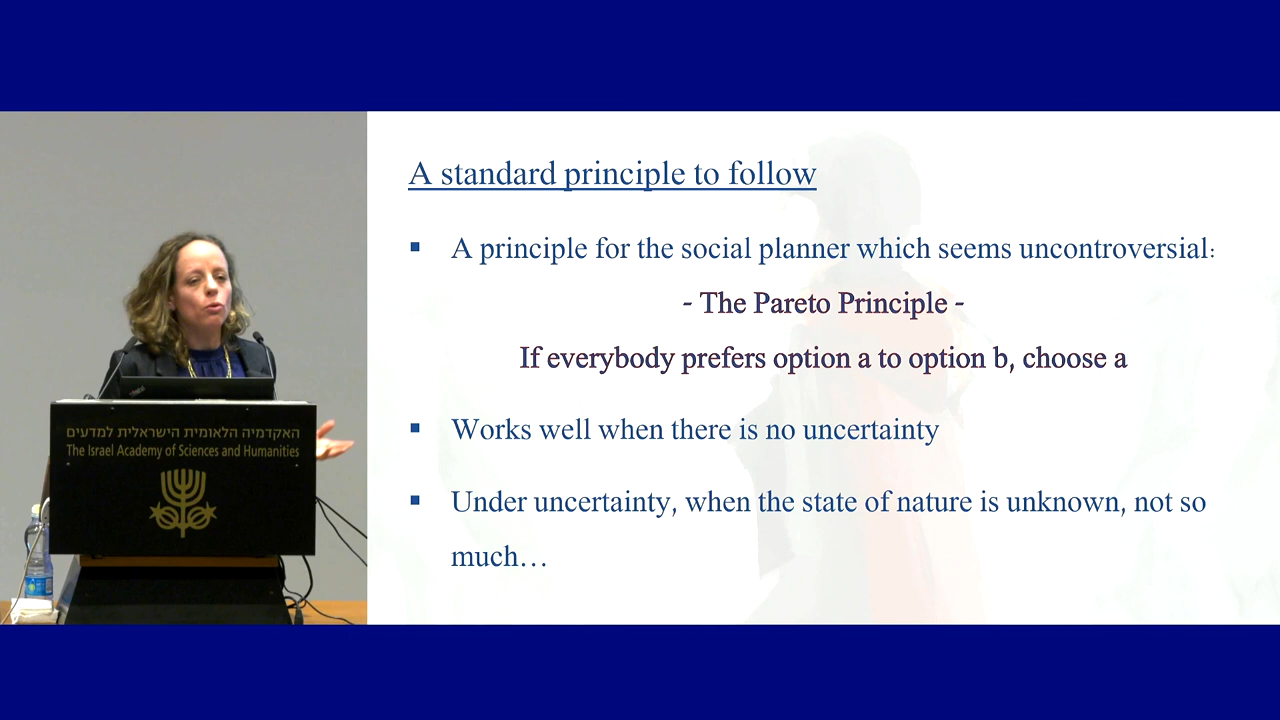 A standard principle to follow
▪ A principle for the social planner which seems uncontroversial:
- The Pareto Principle -
If everybody prefers option a to option b, choose a
▪ Works well when there is no uncertainty
▪ Under uncertainty, when the state of nature is unknown, not so
much…
האקדמיה הלאומית הישראלית למדעים
The Israel Academy of Sciences and Humanities